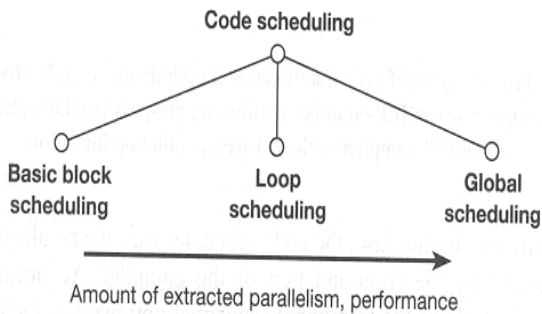 Code scheduling
Basic block
scheduling
Loop
scheduling
Global
scheduling
Amount of extracted parallelism, performance